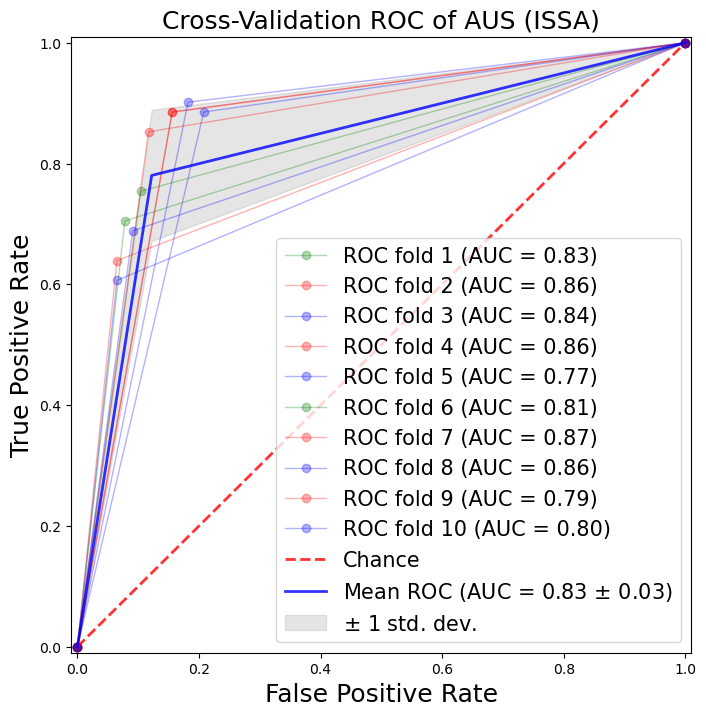 Cross-Validation ROC of AUS (ISSA)
True Positive Rate
1.0
0.8
0.6
0.4
0.2
0.0
ROC fold 1 (AUC = 0.83)
ROC fold 2 (AUC = 0.86)
ROC fold 3 (AUC = 0.84)
ROC fold 4 (AUC = 0.86)
ROC fold 5 (AUC = 0.77)
ROC fold 6 (AUC = 0.81)
ROC fold 7 (AUC = 0.87)
ROC fold 8 (AUC = 0.86)
ROC fold 9 (AUC = 0.79)
ROC fold 10 (AUC = 0.80)
Chance
Mean ROC (AUC = 0.83 ± 0.03)
± 1 std. dev.
0.0 0.2 0.4 0.6 0.8 1.0
False Positive Rate